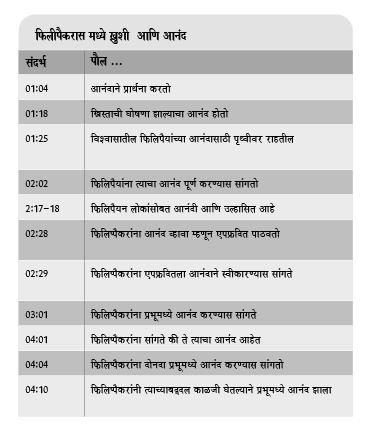 फिलीपैकरास मध्ये खुशी आणि आनंद
संदर्भ पौल ...
01:04 आनंदाने प्रार्थना करतो
01:18 ख्रिस्ताची घोषणा झाल्याचा आनंद होतो
01:25 विश्वासातील फिलिपैयांच्या आनंदासाठी पृथ्वीवर राहतील
02:02 फिलिपैयांना त्याचा आनंद पूर्ण करण्यास सांगतो
2:17–18 फिलिपैयन लोकांसोबत आनंदी आणि उल्हासित आहे
02:28 फिलिप्पैकरांना आनंद व्हावा म्हणून एपफ्रदित पाठवतो
02:29 फिलिप्पैकरांना एपफ्रदितला आनंदाने स्वीकारण्यास सांगते
03:01 फिलिप्पैकरांना प्रभूमध्ये आनंद करण्यास सांगते
04:01 फिलिप्पैकरांना सांगते की ते त्याचा आनंद आहेत
04:04 फिलिप्पैकरांना दोनदा प्रभूमध्ये आनंद करण्यास सांगतो
04:10 फिलिप्पैकरांनी त्याच्याबद्दल काळजी घेतल्याने प्रभूमध्ये आनंद झाला